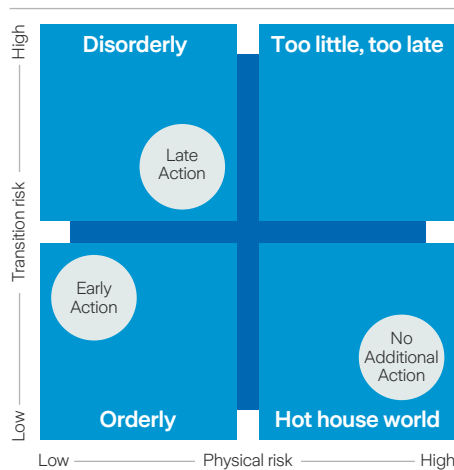 High
Transition risk
Low
Disorderly
Too little, too late
Late
Action
Early
Action
No
Additional
Action
Orderly
Hot house world
Low
Physical risk
High